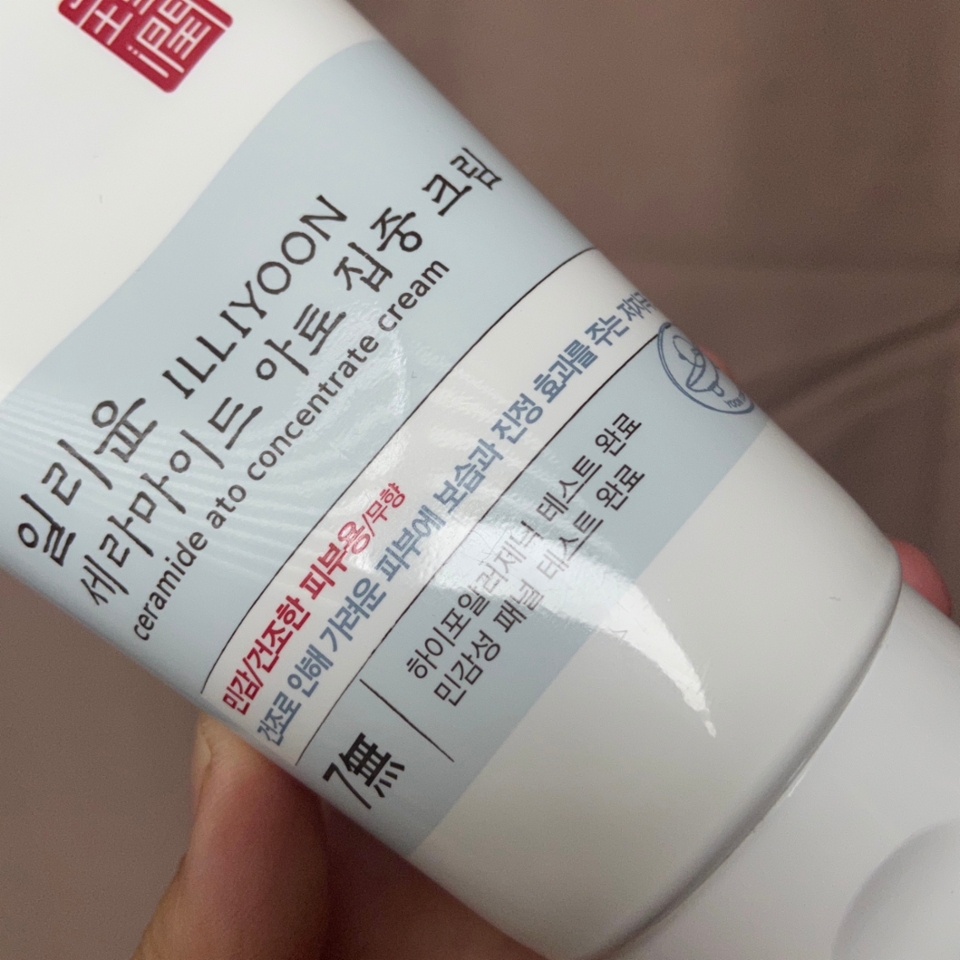 일리윤 ILLIYOON
세라마이드 아토 집중 크림
ceramide ato concentrate cream
민감/건조한 피부용/무향
건조로 인해 가려운 피부에 보습과 진정 효과를 주는 저자극
하이포알러제닉 테스트 완료
민감성 패널 테스트 완료
7無